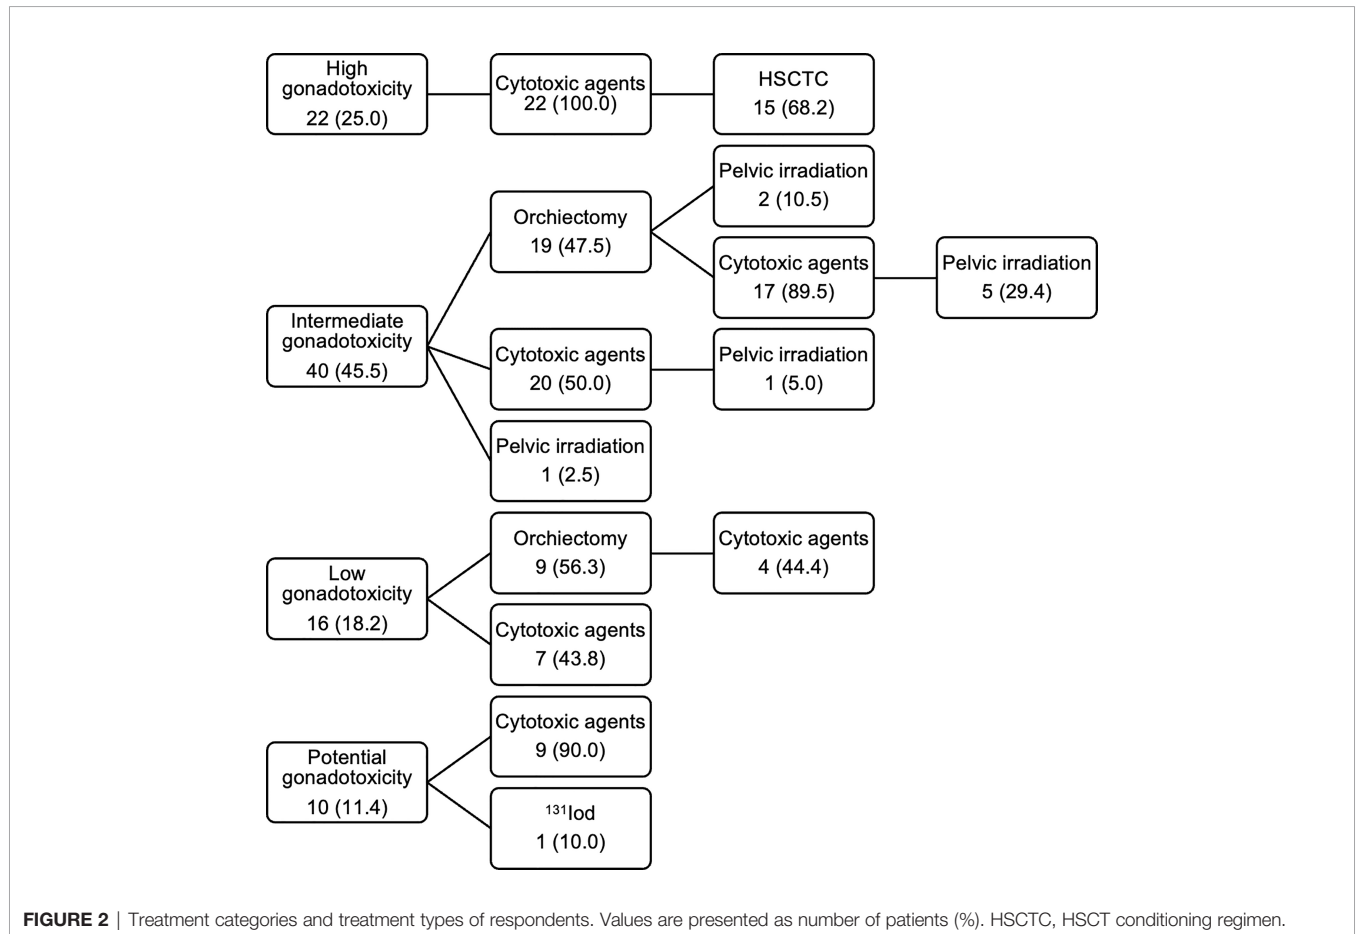 High
gonadotoxicity
22 (25.0)
Cytotoxic agents
22 (100.0)
HSCTC
15 (68.2)
Intermediate
gonadotoxicity
40 (45.5)
Orchiectomy
19 (47.5)
Pelvic irradiation
2 (10.5)
Cytotoxic agents
17 (89.5)
Pelvic irradiation
5 (29.4)
Cytotoxic agents
20 (50.0)
Pelvic irradiation
1 (5.0)
Pelvic irradiation
1 (2.5)
Low
gonadotoxicity
16 (18.2)
Orchiectomy
9 (56.3)
Cytotoxic agents
4 (44.4)
Cytotoxic agents
7 (43.8)
Potential
gonadotoxicity
10 (11.4)
Cytotoxic agents
9 (90.0)
¹³¹Iod
1 (10.0)
FIGURE 2 | Treatment categories and treatment types of respondents. Values are presented as number of patients (%). HSCTC, HSCT conditioning regimen.